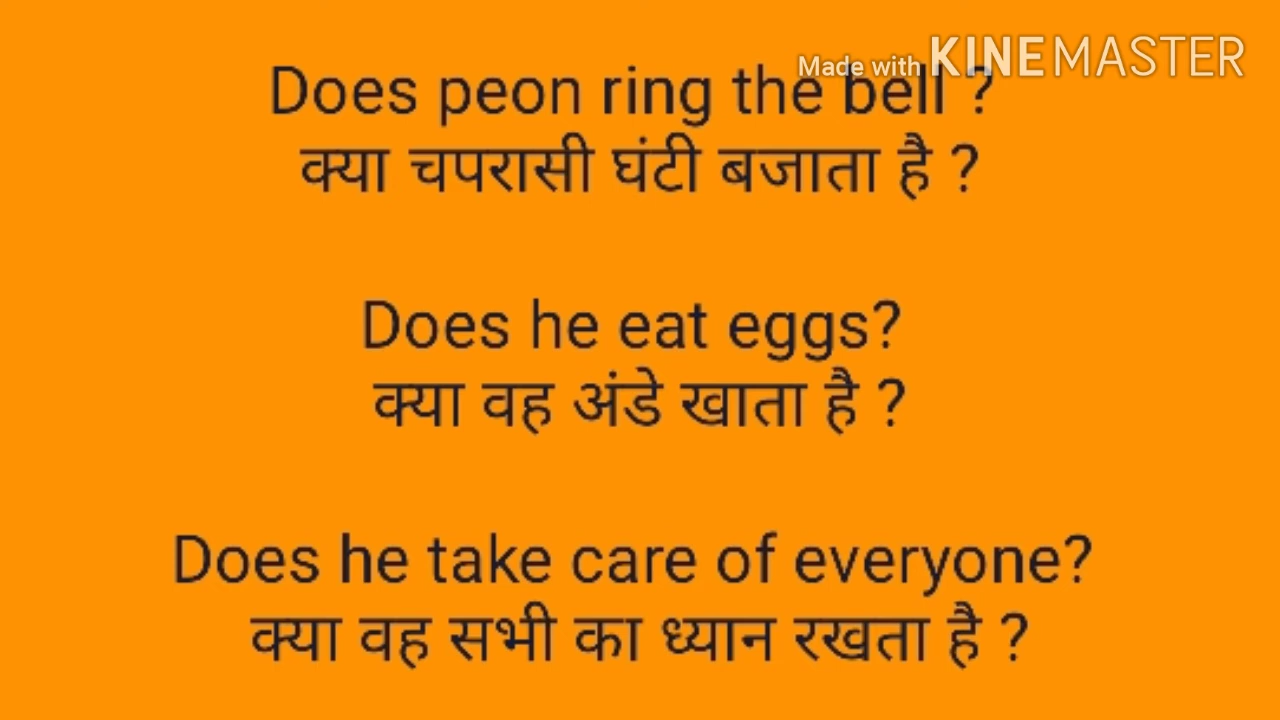 Made with KINEMASTER
Does peon ring the bell ?
क्या चपरासी घंटी बजाता है ?
Does he eat eggs?
क्या वह अंडे खाता है ?
Does he take care of everyone?
क्या वह सभी का ध्यान रखता है ?